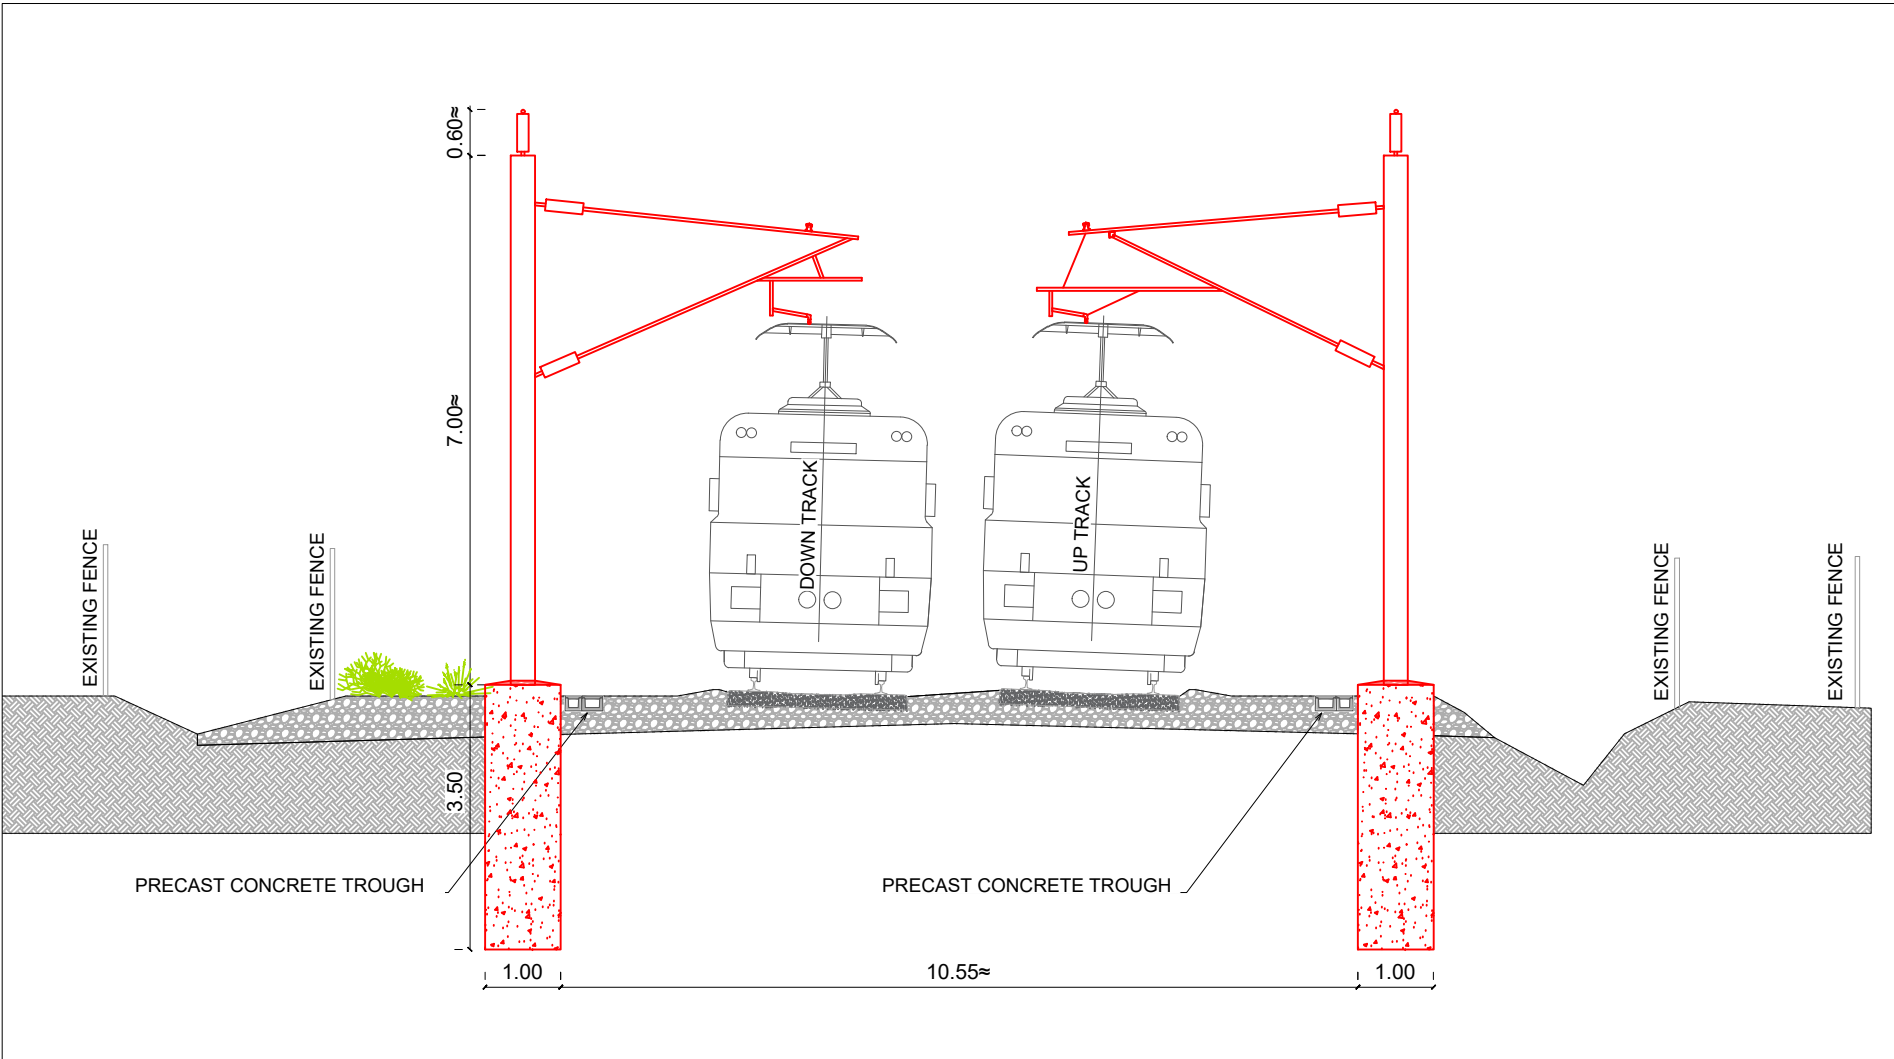 0.60≈
7.00≈
3.50
EXISTING FENCE
EXISTING FENCE
DOWN TRACK
UP TRACK
EXISTING FENCE
EXISTING FENCE
PRECAST CONCRETE TROUGH
PRECAST CONCRETE TROUGH
1.00
10.55≈
1.00